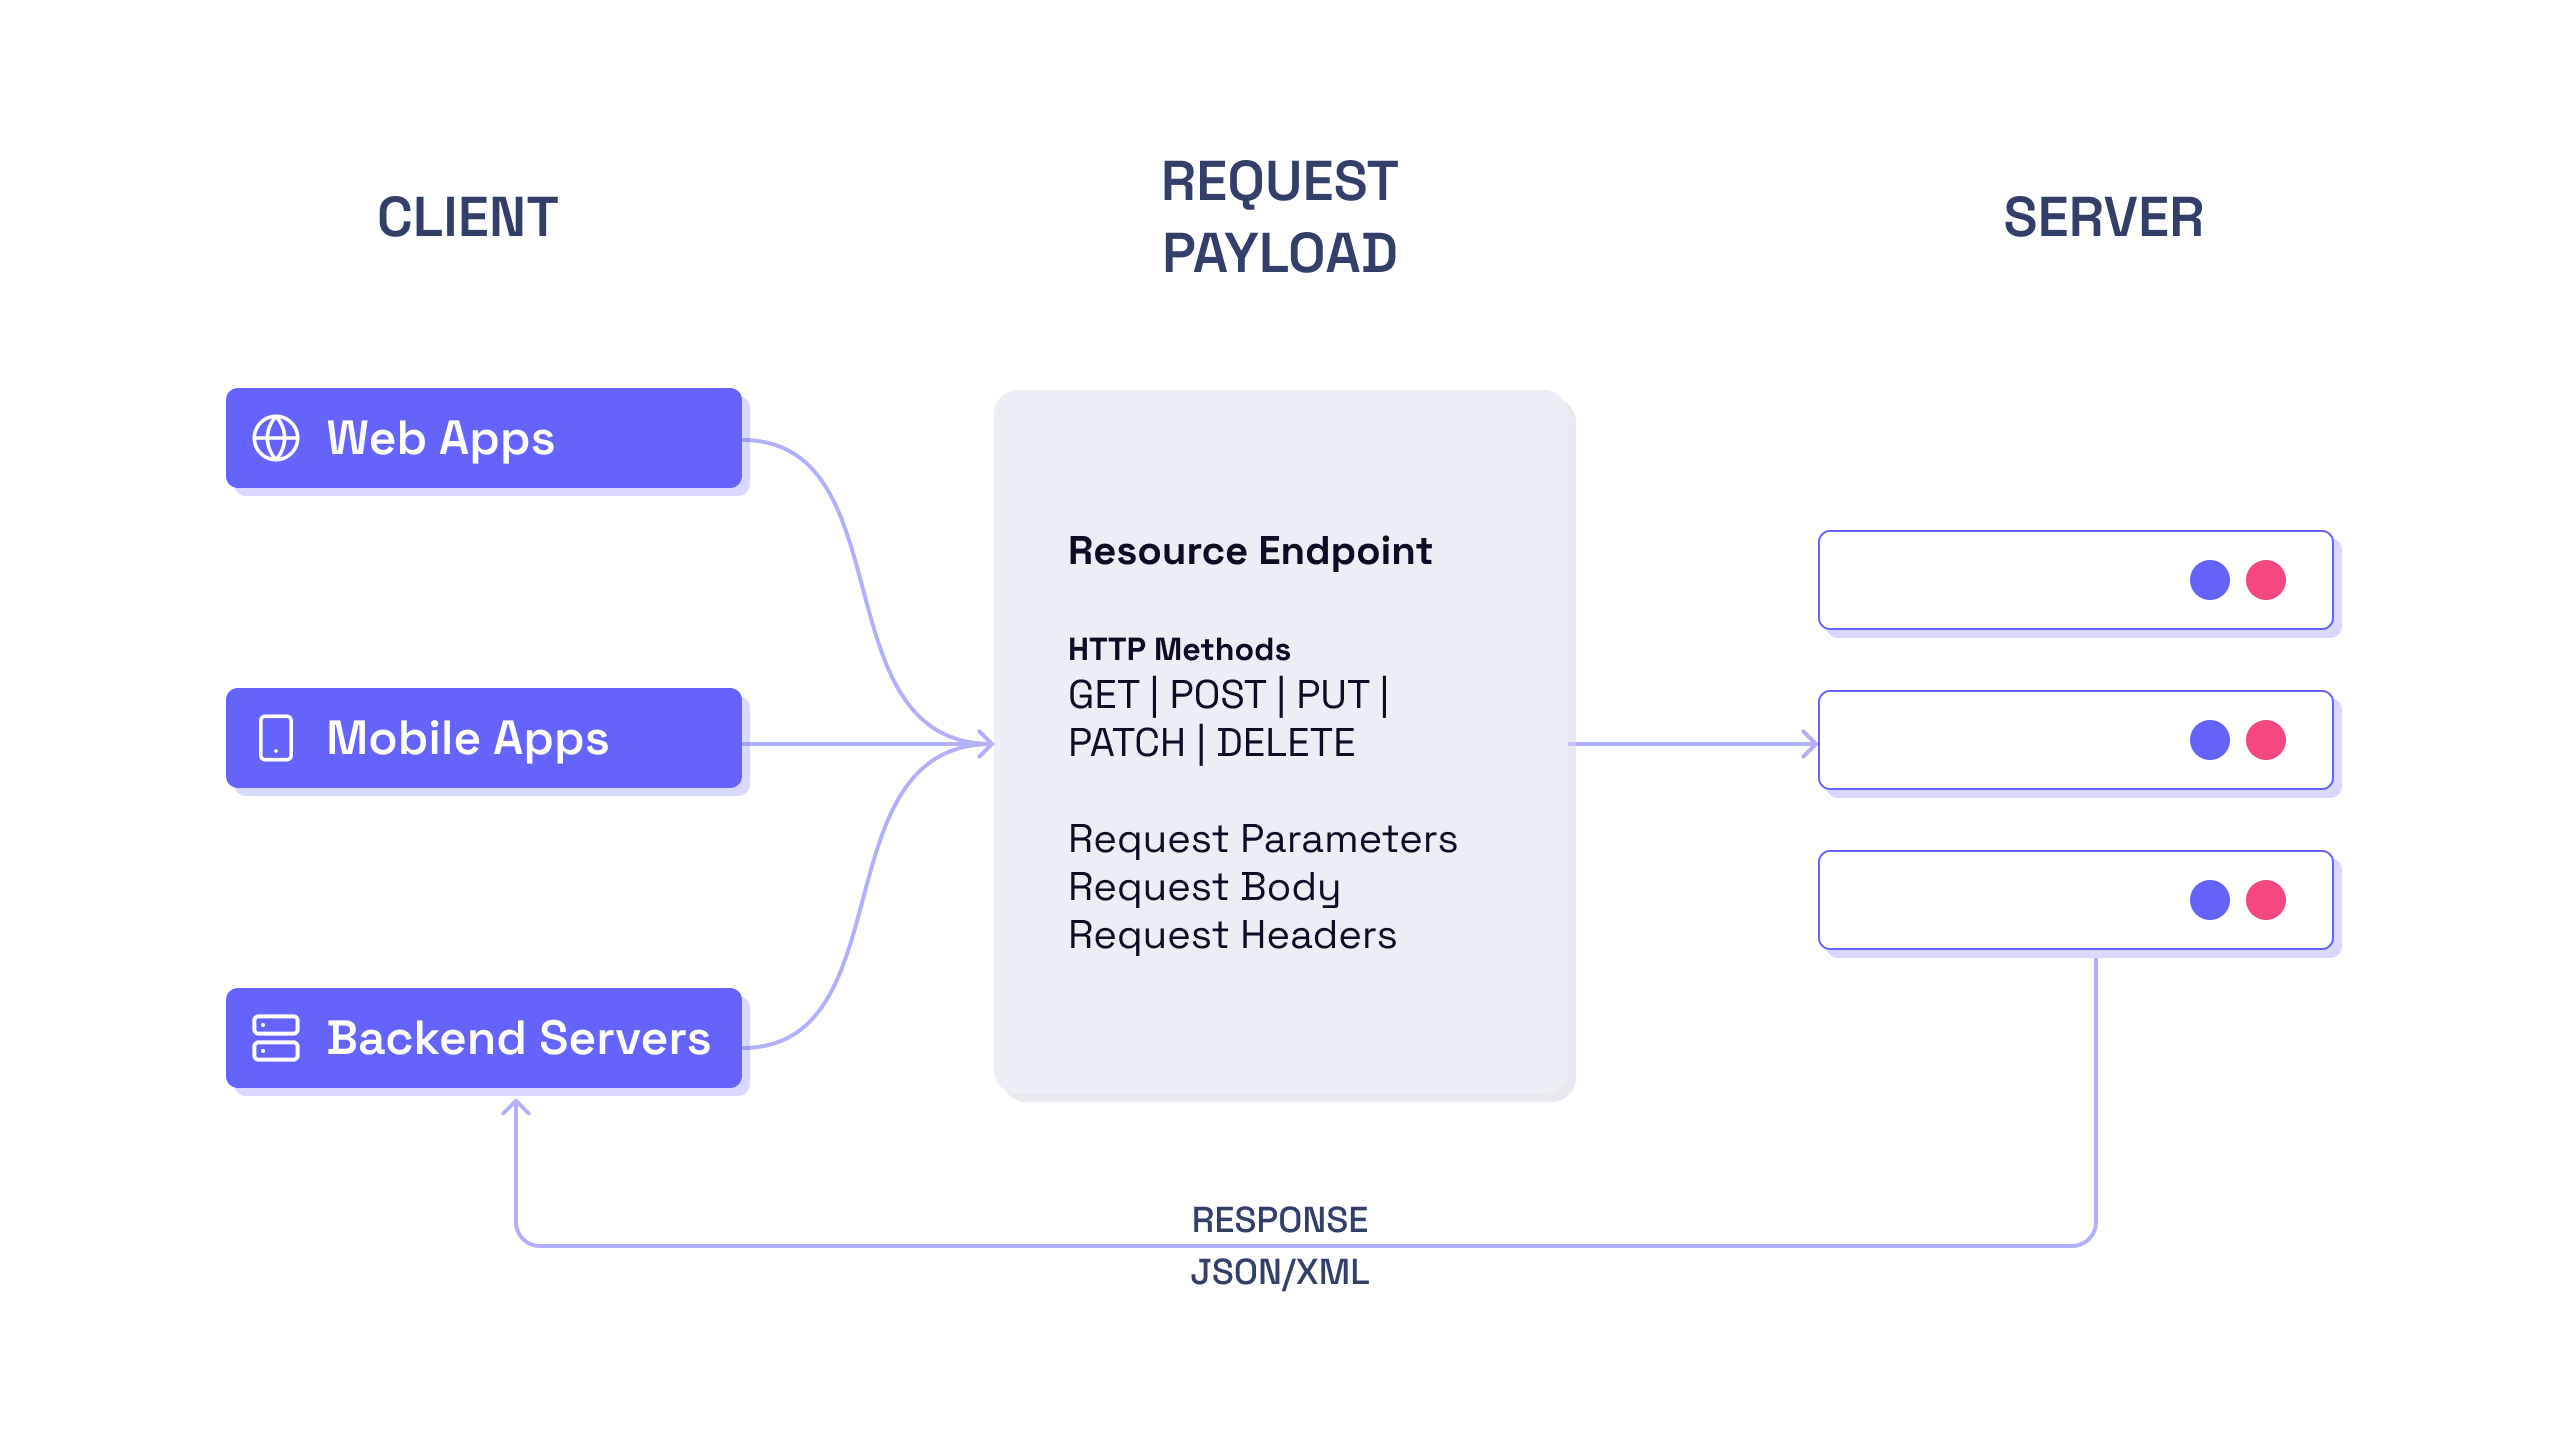 CLIENT
REQUEST
PAYLOAD
SERVER
Web Apps
Mobile Apps
Backend Servers
Resource Endpoint
HTTP Methods
GET | POST | PUT |
PATCH | DELETE
Request Parameters
Request Body
Request Headers
RESPONSE
JSON/XML